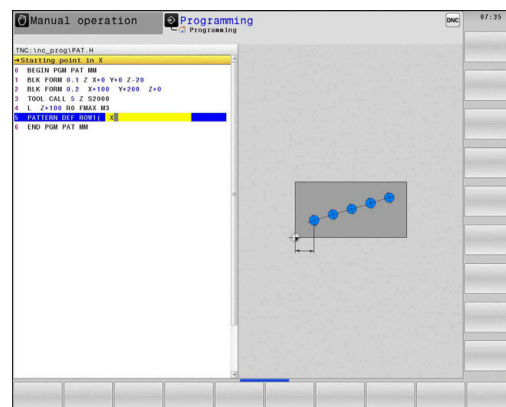 Manual operation
Programming
Programming
DNC
07:35
TNC:\nc_prog\PAT.H
→Starting point in X
0 BEGIN PGM PAT MM
1 BLK FORM 0.1 Z X+0 Y+0 Z-20
2 BLK FORM 0.2 X+100 Y+200 Z+0
3 TOOL CALL 5 Z S2000
4 L Z+100 R0 FMAX M3
5 PATTERN DEF ROW1( X
6 END PGM PAT MM